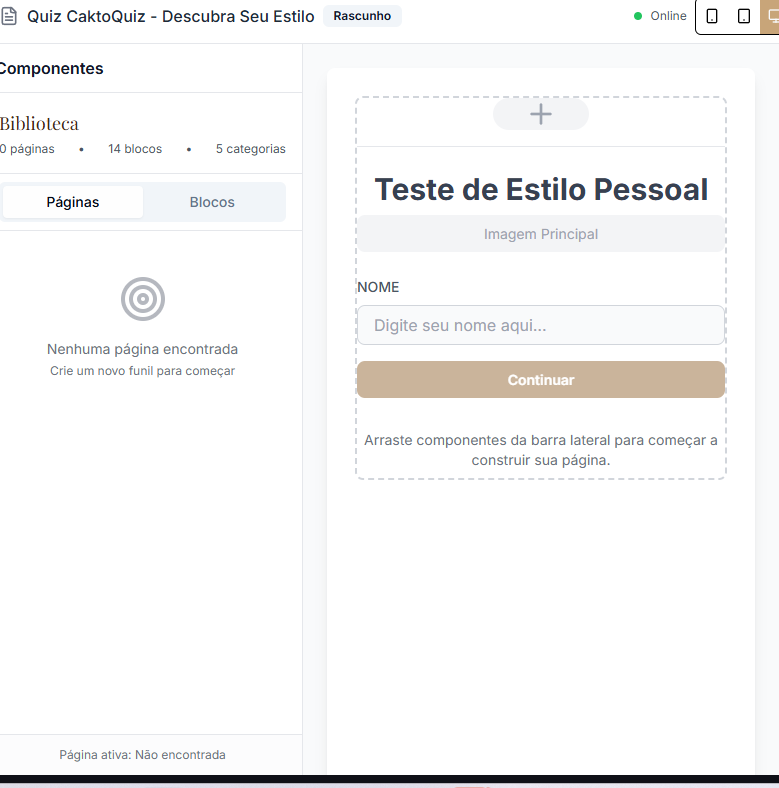 Quiz CaktoQuiz - Descubra Seu Estilo Rascunho Online
Componentes
Biblioteca
0 páginas • 14 blocos • 5 categorias
Páginas Blocos
Nenhuma página encontrada
Crie um novo funil para começar
Página ativa: Não encontrada
Teste de Estilo Pessoal
Imagem Principal
NOME
Digite seu nome aqui...
Continuar
Arraste componentes da barra lateral para começar a
construir sua página.